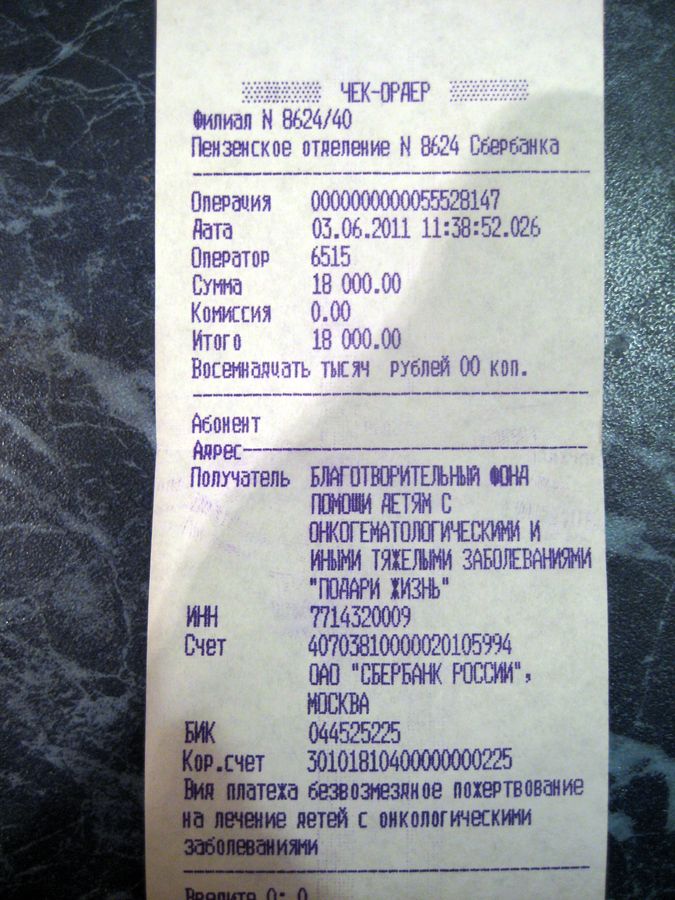 ЧЕК-ОРДЕР
Филиал N 8624/40
Пензенское отделение N 8624 Сбербанка
Операция 0000000000055528147
Дата 03.06.2011 11:38:52.026
Оператор 6515
Сумма 18 000.00
Комиссия 0.00
Итого 18 000.00
Восемнадцать тысяч рублей 00 коп.
Абонент
Адрес
Получатель БЛАГОТВОРИТЕЛЬНЫЙ ФОНД
ПОМОЩИ ДЕТЯМ С
ОНКОГЕМАТОЛОГИЧЕСКИМИ И
ИНЫМИ ТЯЖЕЛЫМИ ЗАБОЛЕВАНИЯМИ
"ПОДАРИ ЖИЗНЬ"
ИНН 7714320009
Счет 40703810000020105994
ОАО "СБЕРБАНК РОССИИ",
МОСКВА
БИК 044525225
Кор.счет 30101810400000000225
Вид платежа безвозмездное пожертвование
на лечение детей с онкологическими
заболеваниями